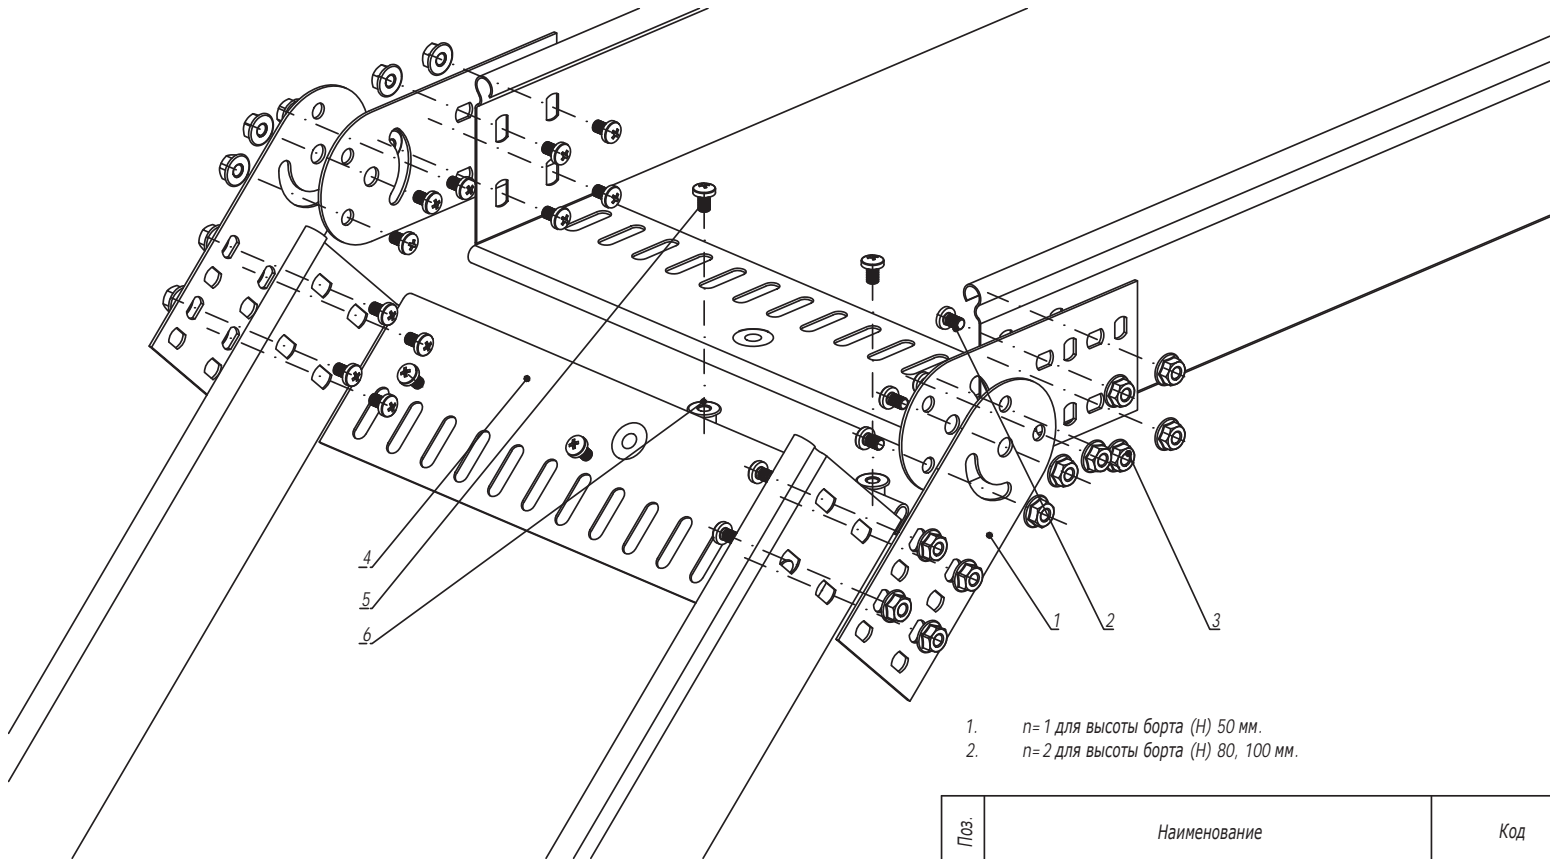 4
5
6
1
2
3
1. n=1 для высоты борта (H) 50 мм.
2. n=2 для высоты борта (H) 80, 100 мм.
Поз.
Наименование
Код